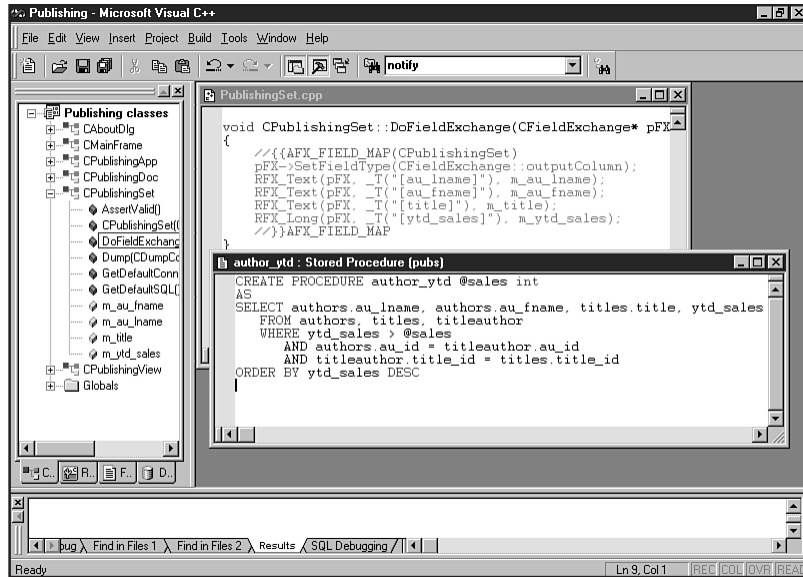 Publishing - Microsoft Visual C++
File Edit View Insert Project Build Tools Window Help
notify
Publishing classes
CAboutDlg
CMainFrame
CPublishingApp
CPublishingDoc
CPublishingSet
AssertValid()
CPublishingSet(
DoFieldExchang
Dump(CDumpCo
GetDefaultConn
GetDefaultSQL(
m_au_fname
m_au_lname
m_title
m_ytd_sales
CPublishingView
Globals
C.. R.. F.. D..
PublishingSet.cpp
void CPublishingSet::DoFieldExchange(CFieldExchange* pFX
{
//{{AFX_FIELD_MAP(CPublishingSet)
pFX->SetFieldType(CFieldExchange::outputColumn);
RFX_Text(pFX, _T("[au_lname]"), m_au_lname);
RFX_Text(pFX, _T("[au_fname]"), m_au_fname);
RFX_Text(pFX, _T("[title]"), m_title);
RFX_Long(pFX, _T("[ytd_sales]"), m_ytd_sales);
//}}AFX_FIELD_MAP
}
author_ytd : Stored Procedure (pubs)
CREATE PROCEDURE author_ytd @sales int
AS
SELECT authors.au_lname, authors.au_fname, titles.title, ytd_sales
FROM authors, titles, titleauthor
WHERE ytd_sales > @sales
AND authors.au_id = titleauthor.au_id
AND titleauthor.title_id = titles.title_id
ORDER BY ytd_sales DESC
bug Find in Files 1 Find in Files 2 Results SQL Debugging
Ready Ln 9, Col 1 REC COL OVR READ